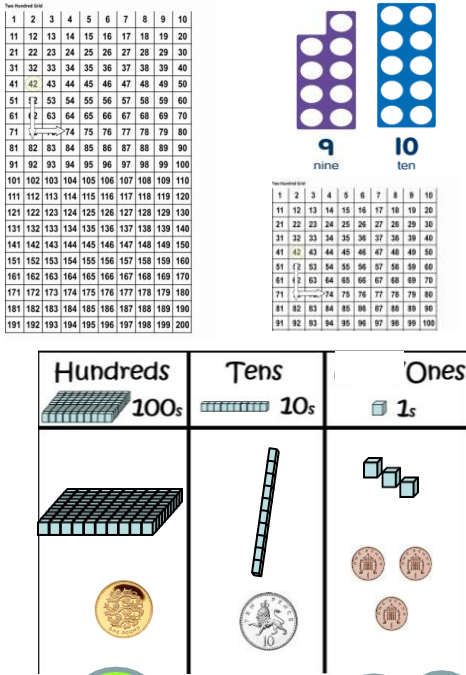 Two Hundred Grid
1 2 3 4 5 6 7 8 9 10
11 12 13 14 15 16 17 18 19 20
21 22 23 24 25 26 27 28 29 30
31 32 33 34 35 36 37 38 39 40
41 42 43 44 45 46 47 48 49 50
51 53 54 55 56 57 58 59 60
61 63 64 65 66 67 68 69 70
71 74 75 76 77 78 79 80
81 82 83 84 85 86 87 88 89 90
91 92 93 94 95 96 97 98 99 100
101 102 103 104 105 106 107 108 109 110
111 112 113 114 115 116 117 118 119 120
121 122 123 124 125 126 127 128 129 130
131 132 133 134 135 136 137 138 139 140
141 142 143 144 145 146 147 148 149 150
151 152 153 154 155 156 157 158 159 160
161 162 163 164 165 166 167 168 169 170
171 172 173 174 175 176 177 178 179 180
181 182 183 184 185 186 187 188 189 190
191 192 193 194 195 196 197 198 199 200
9 10
nine ten
Two Hundred Grid
1 2 3 4 5 6 7 8 9 10
11 12 13 14 15 16 17 18 19 20
21 22 23 24 25 26 27 28 29 30
31 32 33 34 35 36 37 38 39 40
41 42 43 44 45 46 47 48 49 50
51 53 54 55 56 57 58 59 60
61 63 64 65 66 67 68 69 70
71 74 75 76 77 78 79 80
81 82 83 84 85 86 87 88 89 90
91 92 93 94 95 96 97 98 99 100
Hundreds Tens Ones
100s 10s 1s
ONE POUND
TEN PENCE
10